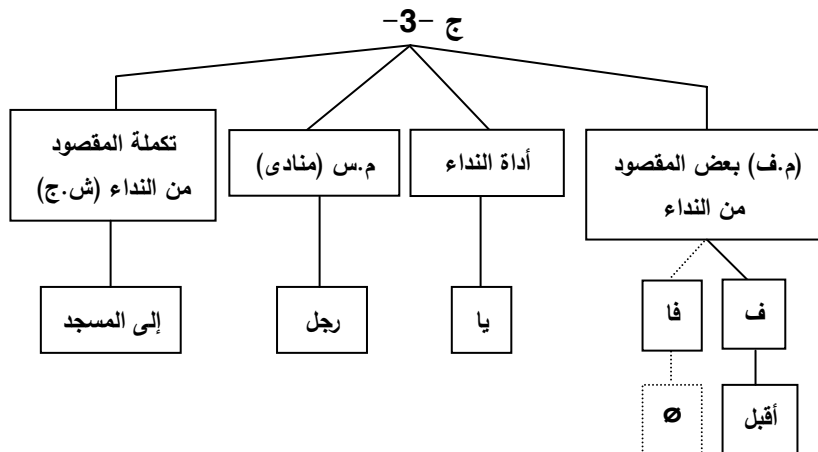 ج -3-
(م.ف) بعض المقصود
من النداء
أداة النداء
م.س (منادى)
تكملة المقصود
من النداء (ش.ج)
ف
فا
يا
رجل
إلى المسجد
أقبل
Ø